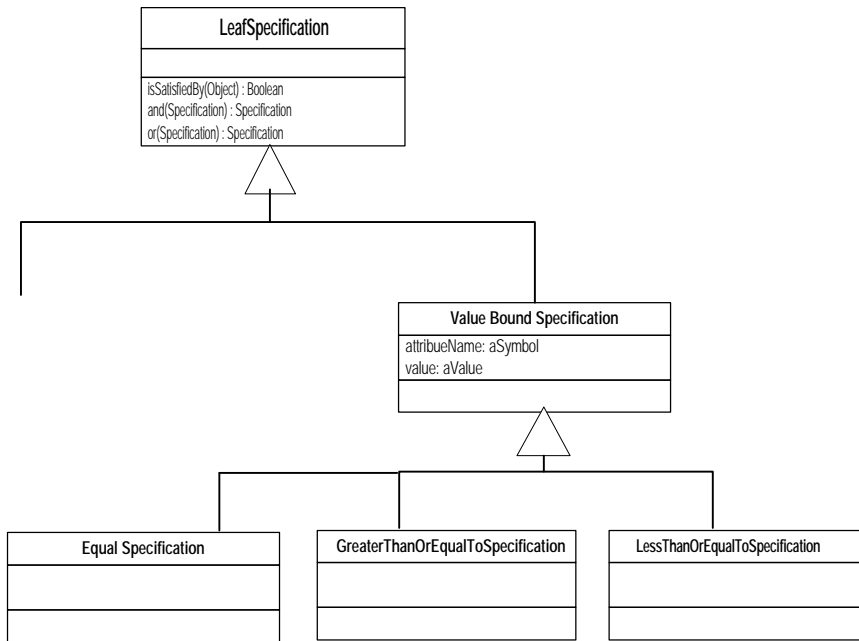 LeafSpecification
isSatisfiedBy(Object) : Boolean
and(Specification) : Specification
or(Specification) : Specification
Value Bound Specification
attribueName: aSymbol
value: aValue
Equal Specification
GreaterThanOrEqualToSpecification
LessThanOrEqualToSpecification